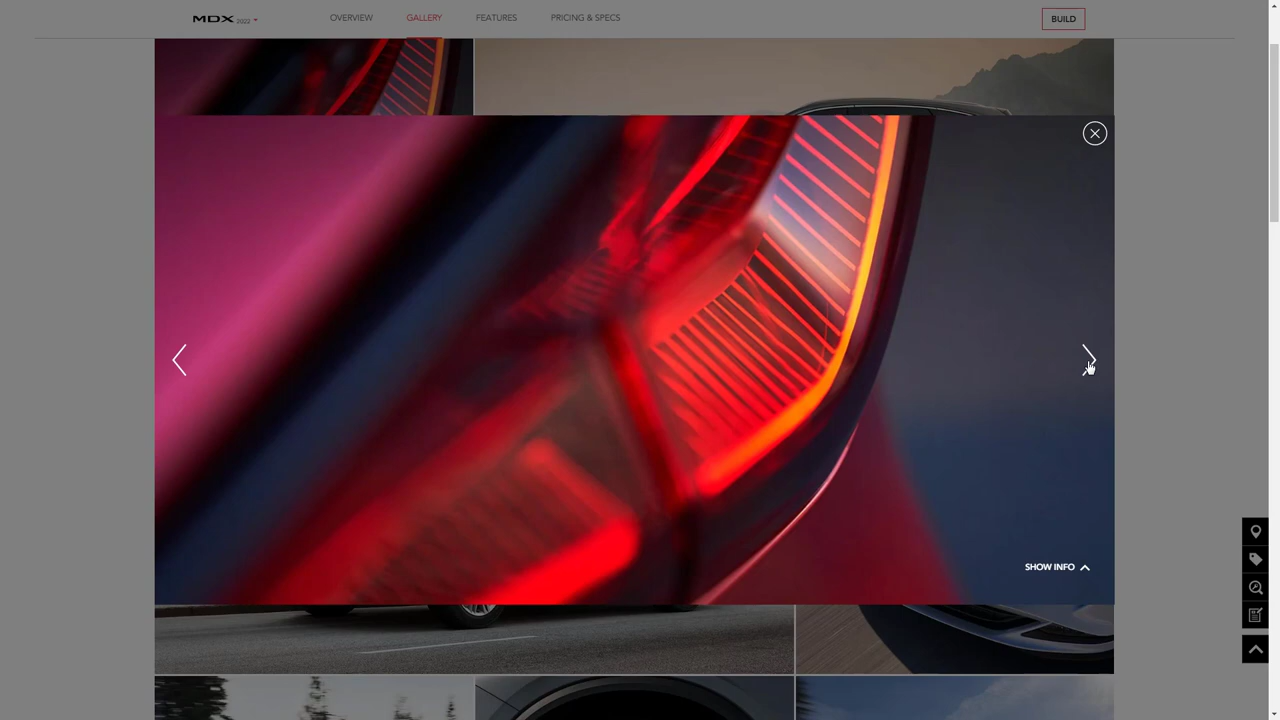 MDX 2022
OVERVIEW
GALLERY
FEATURES
PRICING & SPECS
BUILD
SHOW INFO